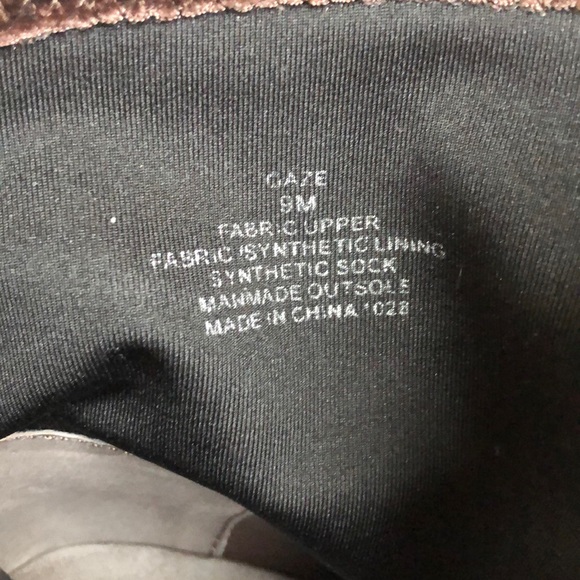 GAZE
9M
FABRIC UPPER
FABRIC/SYNTHETIC LINING
SYNTHETIC SOCK
MANMADE OUTSOLE
MADE IN CHINA 1028